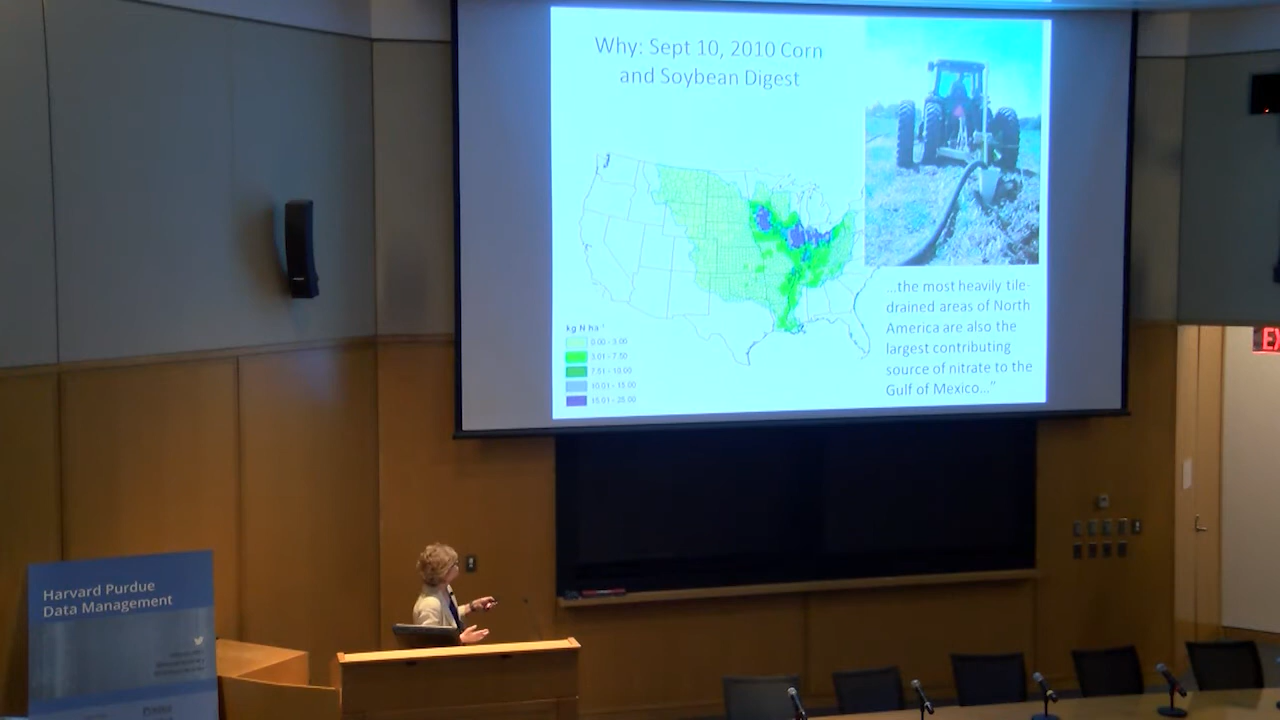 Why: Sept 10, 2010 Corn
and Soybean Digest
kg N ha⁻¹
0.00 - 3.00
3.01 - 7.50
7.51 - 10.00
10.01 - 15.00
15.01 - 25.00
...the most heavily tile-
drained areas of North
America are also the
largest contributing
source of nitrate to the
Gulf of Mexico..."
EX
Harvard Purdue
Data Management